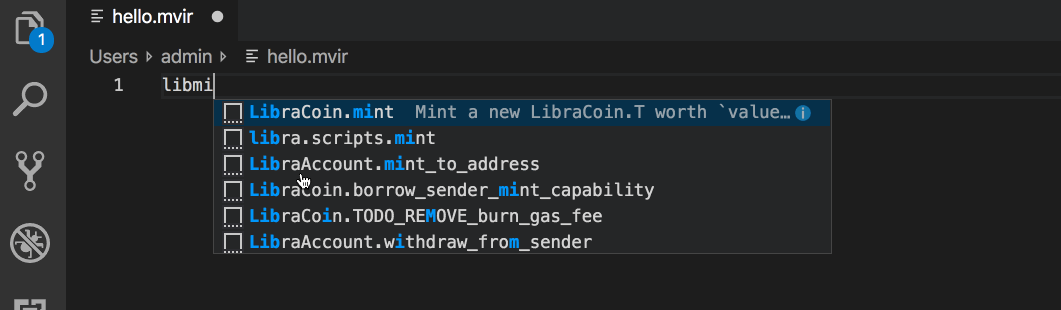 hello.mvir
1
Users admin hello.mvir
1 libmi
LibraCoin.mint Mint a new LibraCoin.T worth `value…
libra.scripts.mint
LibraAccount.mint_to_address
LibraCoin.borrow_sender_mint_capability
LibraCoin.TODO_REMOVE_burn_gas_fee
LibraAccount.withdraw_from_sender